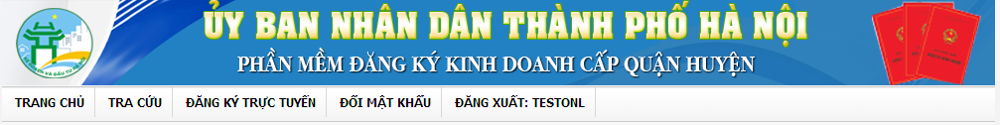 ỦY BAN NHÂN DÂN THÀNH PHỐ HÀ NỘI
PHẦN MỀM ĐĂNG KÝ KINH DOANH CẤP QUẬN HUYỆN
TRANG CHỦ TRA CỨU ĐĂNG KÝ TRỰC TUYẾN ĐỔI MẬT KHẨU ĐĂNG XUẤT: TESTONL